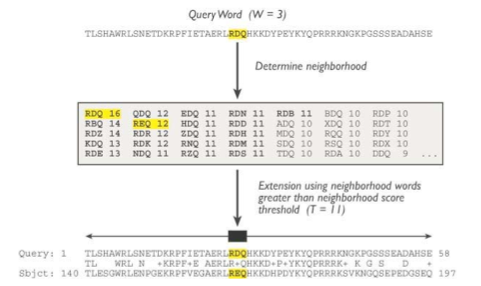 Query Word (W = 3)
TLSHAWRLSNETDKRPFIETAERLRDQHKKDYPEYKYQPRRRKNGKPGSSSEADAHSE
Determine neighborhood
RDQ 16 QDQ 12 EDQ 11 RDN 11 RDB 11 BDQ 10 RDP 10
RBQ 14 REQ 12 HDQ 11 RDD 11 ADQ 10 XDQ 10 RDT 10
RDZ 14 RDR 12 ZDQ 11 RDH 11 MDQ 10 RQQ 10 RDY 10
KDQ 13 RDK 12 RNQ 11 RDM 11 SDQ 10 RSQ 10 RDX 10
RDE 13 NDQ 11 RZQ 11 RDS 11 TDQ 10 RDA 10 DDQ 9 ...
Extension using neighborhood words
greater than neighborhood score
threshold (T = 11)
Query: 1 TLSHAWRLSNETDKRPFIETAERLRDQHKKDYPEYKYQPRRRKNGKPGSSSEADAHSE 58
TL WRL N +KRPF+E AERLR+QHKKD+P+YKYQPRRRK+ K G S D +
Sbjct: 140 TLESGWRLENPGEKRPFVEGAERLREQHKKDHPDYKYQPRRRKSVKNGQSEPEDGSEQ 197